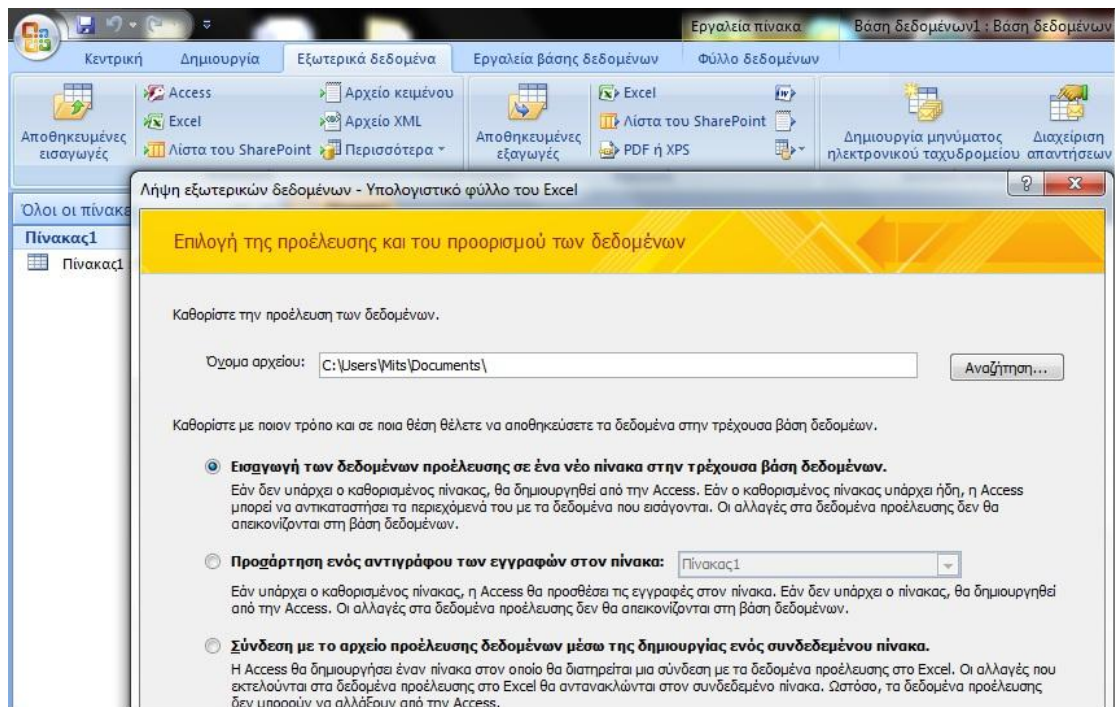 Εργαλεία πίνακα
Βάση δεδομένων1 : Βάση δεδομένων
Κεντρική
Δημιουργία
Εξωτερικά δεδομένα
Εργαλεία βάσης δεδομένων
Φύλλο δεδομένων
Αποθηκευμένες
εισαγωγές
Access
Excel
Λίστα του SharePoint
Αρχείο κειμένου
Αρχείο XML
Περισσότερα
Αποθηκευμένες
εξαγωγές
Excel
Λίστα του SharePoint
PDF ή XPS
Δημιουργία μηνύματος
ηλεκτρονικού ταχυδρομείου
Διαχείριση
απαντήσεων
Όλοι οι πίνακε
Πίνακας1
Πίνακας1
Λήψη εξωτερικών δεδομένων - Υπολογιστικό φύλλο του Excel
Επιλογή της προέλευσης και του προορισμού των δεδομένων
Καθορίστε την προέλευση των δεδομένων.
Όνομα αρχείου: C:\Users\Mits\Documents\ Αναζήτηση...
Καθορίστε με ποιον τρόπο και σε ποια θέση θέλετε να αποθηκεύσετε τα δεδομένα στην τρέχουσα βάση δεδομέων.
Εισαγωγή των δεδομένων προέλευσης σε ένα νέο πίνακα στην τρέχουσα βάση δεδομένων.
Εάν δεν υπάρχει ο καθορισμένος πίνακας, θα δημιουργηθεί από την Access. Εάν ο καθορισμένος πίνακας υπάρχει ήδη, η Access
μπορεί να αντικαταστήσει τα περιεχόμενά του με τα δεδομένα που εισάγονται. Οι αλλαγές στα δεδομένα προέλευσης δεν θα
απεικονίζονται στη βάση δεδομένων.
Προσάρτηση ενός αντιγράφου των εγγραφών στον πίνακα: Πίνακας1
Εάν υπάρχει ο καθορισμένος πίνακας, η Access θα προσθέσει τις εγγραφές στον πίνακα. Εάν δεν υπάρχει ο πίνακας, θα δημιουργηθεί
από την Access. Οι αλλαγές στα δεδομένα προέλευσης δεν θα απεικονίζονται στη βάση δεδομένων.
Σύνδεση με το αρχείο προέλευσης δεδομένων μέσω της δημιουργίας ενός συνδεδεμένου πίνακα.
Η Access θα δημιουργήσει έναν πίνακα στον οποίο θα διατηρείται μια σύνδεση με τα δεδομένα προέλευσης στο Excel. Οι αλλαγές που
εκτελούνται στα δεδομένα προέλευσης στο Excel θα αντανακλώνται στον συνδεδεμένο πίνακα. Ωστόσο, τα δεδομένα προέλευσης
δεν μπορούν να αλλάξουν από την Access.